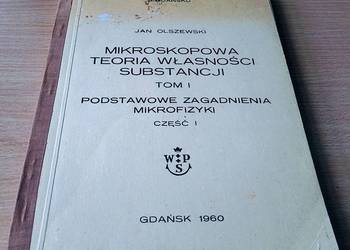 JAN OLSZEWSKI
MIKROSKOPOWA
TEORIA WŁASNOŚCI
SUBSTANCJI
TOM I
PODSTAWOWE ZAGADNIENIA
MIKROFIZYKI
CZĘŚĆ I
W P
S
GDAŃSK 1960